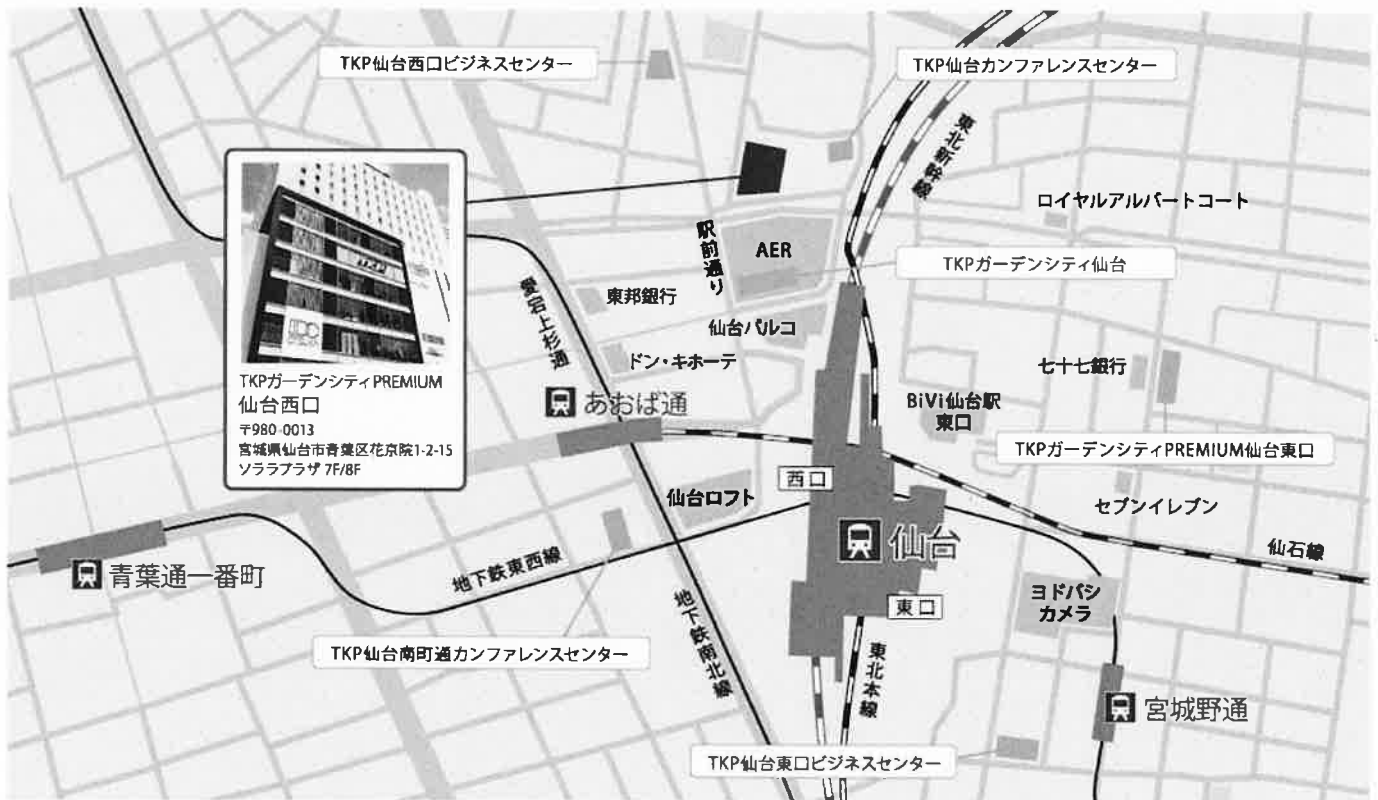 TKP仙台西口ビジネスセンター
TKP仙台カンファレンスセンター
東北新幹線
ロイヤルアルバートコート
駅前通り
AER
TKPガーデンシティ仙台
東邦銀行
愛宕上杉通
仙台パルコ
ドン・キホーテ
七十七銀行
TKPガーデンシティPREMIUM
仙台西口
〒980-0013
宮城県仙台市青葉区花京院1-2-15
ソララプラザ 7F/8F
あおば通
BiVi仙台駅
東口
TKPガーデンシティPREMIUM仙台東口
西口
仙台ロフト
セブンイレブン
仙台
仙石線
青葉通一番町
地下鉄東西線
ヨドバシ
カメラ
東口
地下鉄南北線
TKP仙台南町通カンファレンスセンター
東北本線
宮城野通
TKP仙台東口ビジネスセンター